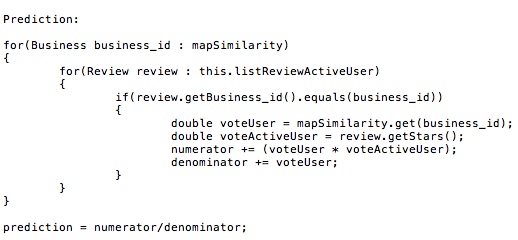 Prediction:
for(Business business_id : mapSimilarity)
{
for(Review review : this.listReviewActiveUser)
{
if(review.getBusiness_id().equals(business_id))
{
double voteUser = mapSimilarity.get(business_id);
double voteActiveUser = review.getStars();
numerator += (voteUser * voteActiveUser);
denominator += voteUser;
}
}
}
prediction = numerator/denominator;